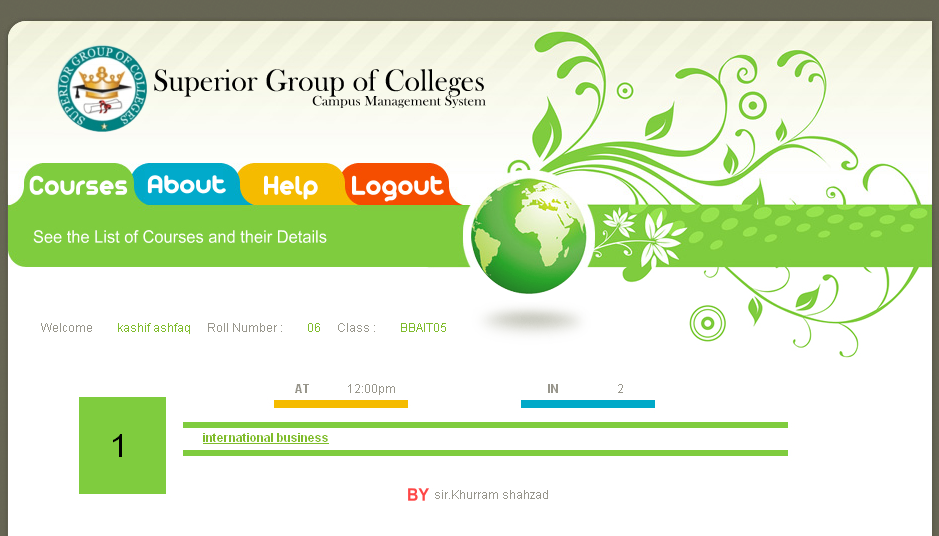 SUPERIOR GROUP OF COLLEGES
Superior Group of Colleges
Campus Management System
Courses About Help Logout
See the List of Courses and their Details
Welcome kashif ashfaq Roll Number : 06 Class : BBAIT05
AT 12:00pm IN 2
1
international business
BY sir.Khurram shahzad